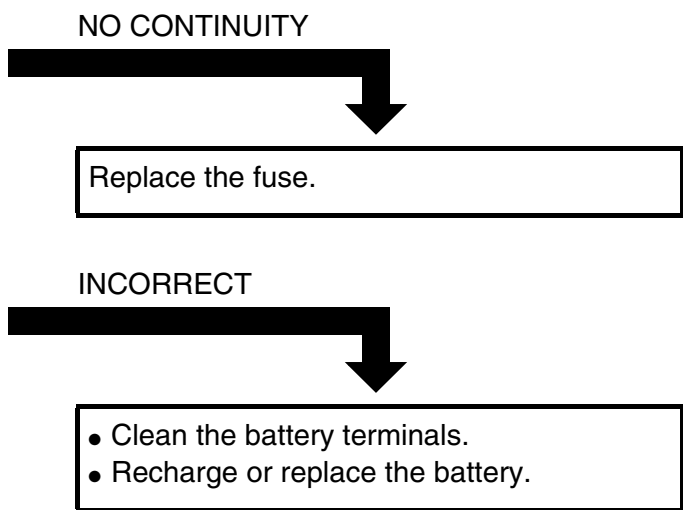 NO CONTINUITY
Replace the fuse.
INCORRECT
● Clean the battery terminals.
● Recharge or replace the battery.